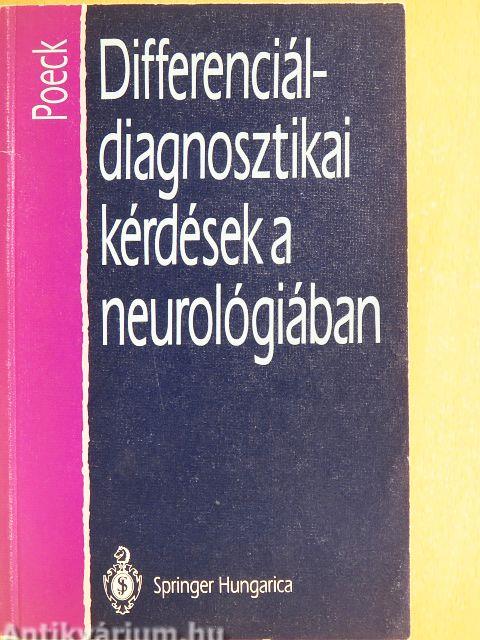 Poeck
Differenciál-
diagnosztikai
kérdések a
neurológiában
Springer Hungarica
Antikvárium.hu